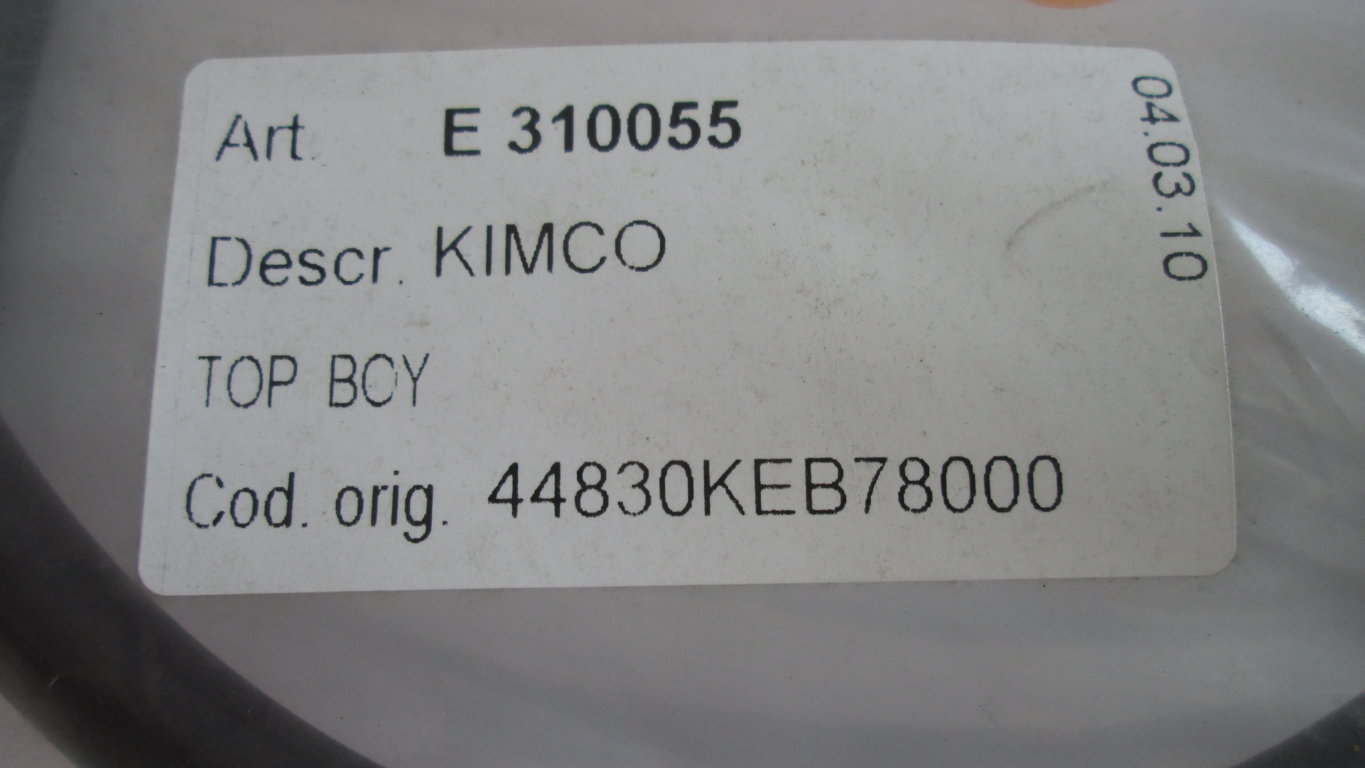 Art. E 310055
Descr. KIMCO
TOP BOY
Cod. orig. 44830KEB78000
04.03.10